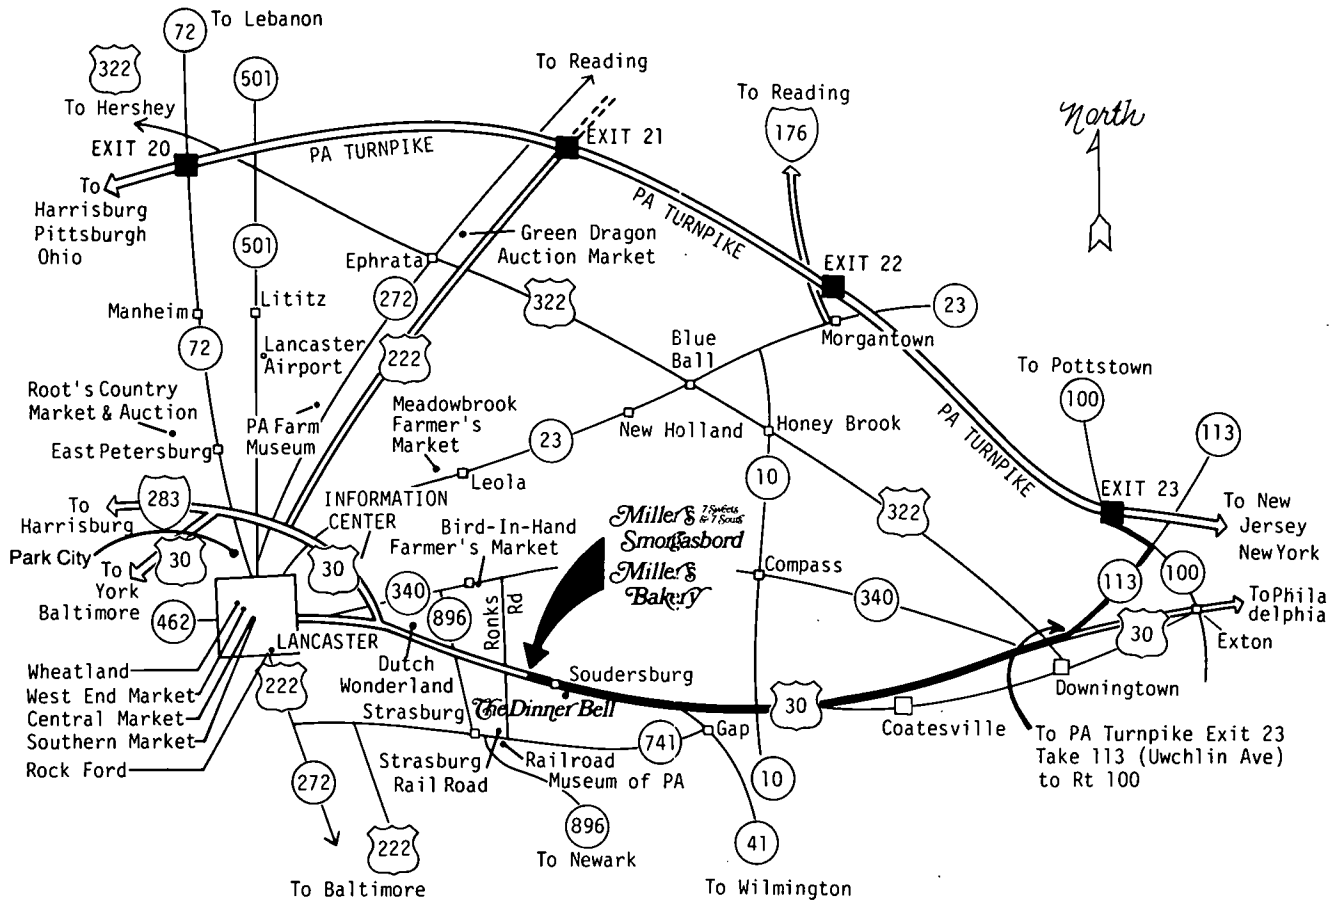 72
To Lebanon
322
501
To Hershey
To Reading
To Reading
176
North
EXIT 20
PA TURNPIKE
EXIT 21
To
Harrisburg
Pittsburgh
Ohio
501
PA TURNPIKE
Green Dragon
Auction Market
Ephrata
EXIT 22
272
322
23
Manheim
Lititz
Morgantown
72
Lancaster
Airport
222
Blue
Ball
To Pottstown
100
Root's Country
Market & Auction
PA Farm
Museum
Meadowbrook
Farmer's
Market
New Holland
Honey Brook
PA TURNPIKE
113
East Petersburg
23
Leola
10
EXIT 23
To
Harrisburg
283
INFORMATION
CENTER
322
To New
Jersey
New York
Bird-In-Hand
Farmer's Market
Miller's 7 Sweets
& 7 Sours
Smorgasbord
Miller's
Bakery
Park City
30
30
To
York
Baltimore
340
896
Ronks
Rd
Compass
340
113
100
To Phila
delphia
462
LANCASTER
30
Exton
Wheatland
West End Market
Central Market
Southern Market
Rock Ford
222
Dutch
Wonderland
Soudersburg
The Dinner Bell
Strasburg
30
Downingtown
Coatesville
Gap
741
Strasburg
Rail Road
Railroad
Museum of PA
To PA Turnpike Exit 23
Take 113 (Uwchlin Ave)
to Rt 100
272
10
896
To Newark
41
222
To Baltimore
To Wilmington